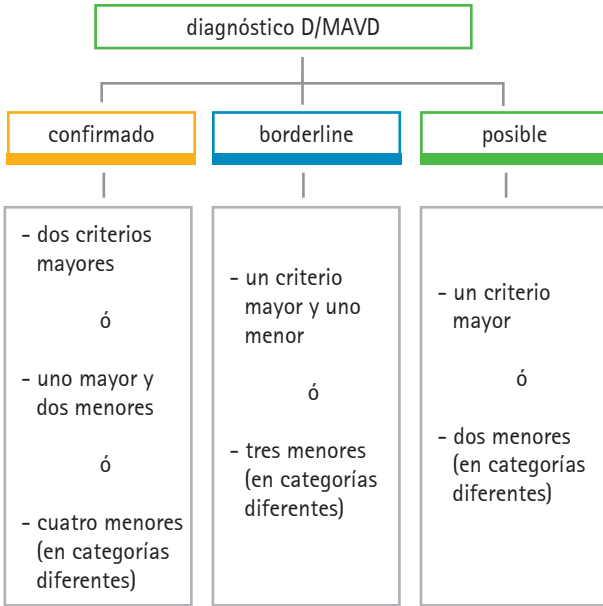 diagnóstico D/MAVD
confirmado
borderline
posible
- dos criterios
mayores
ó
- uno mayor y
dos menores
ó
- cuatro menores
(en categorías
diferentes)
- un criterio
mayor y uno
menor
ó
- tres menores
(en categorías
diferentes)
- un criterio
mayor
ó
- dos menores
(en categorías
diferentes)